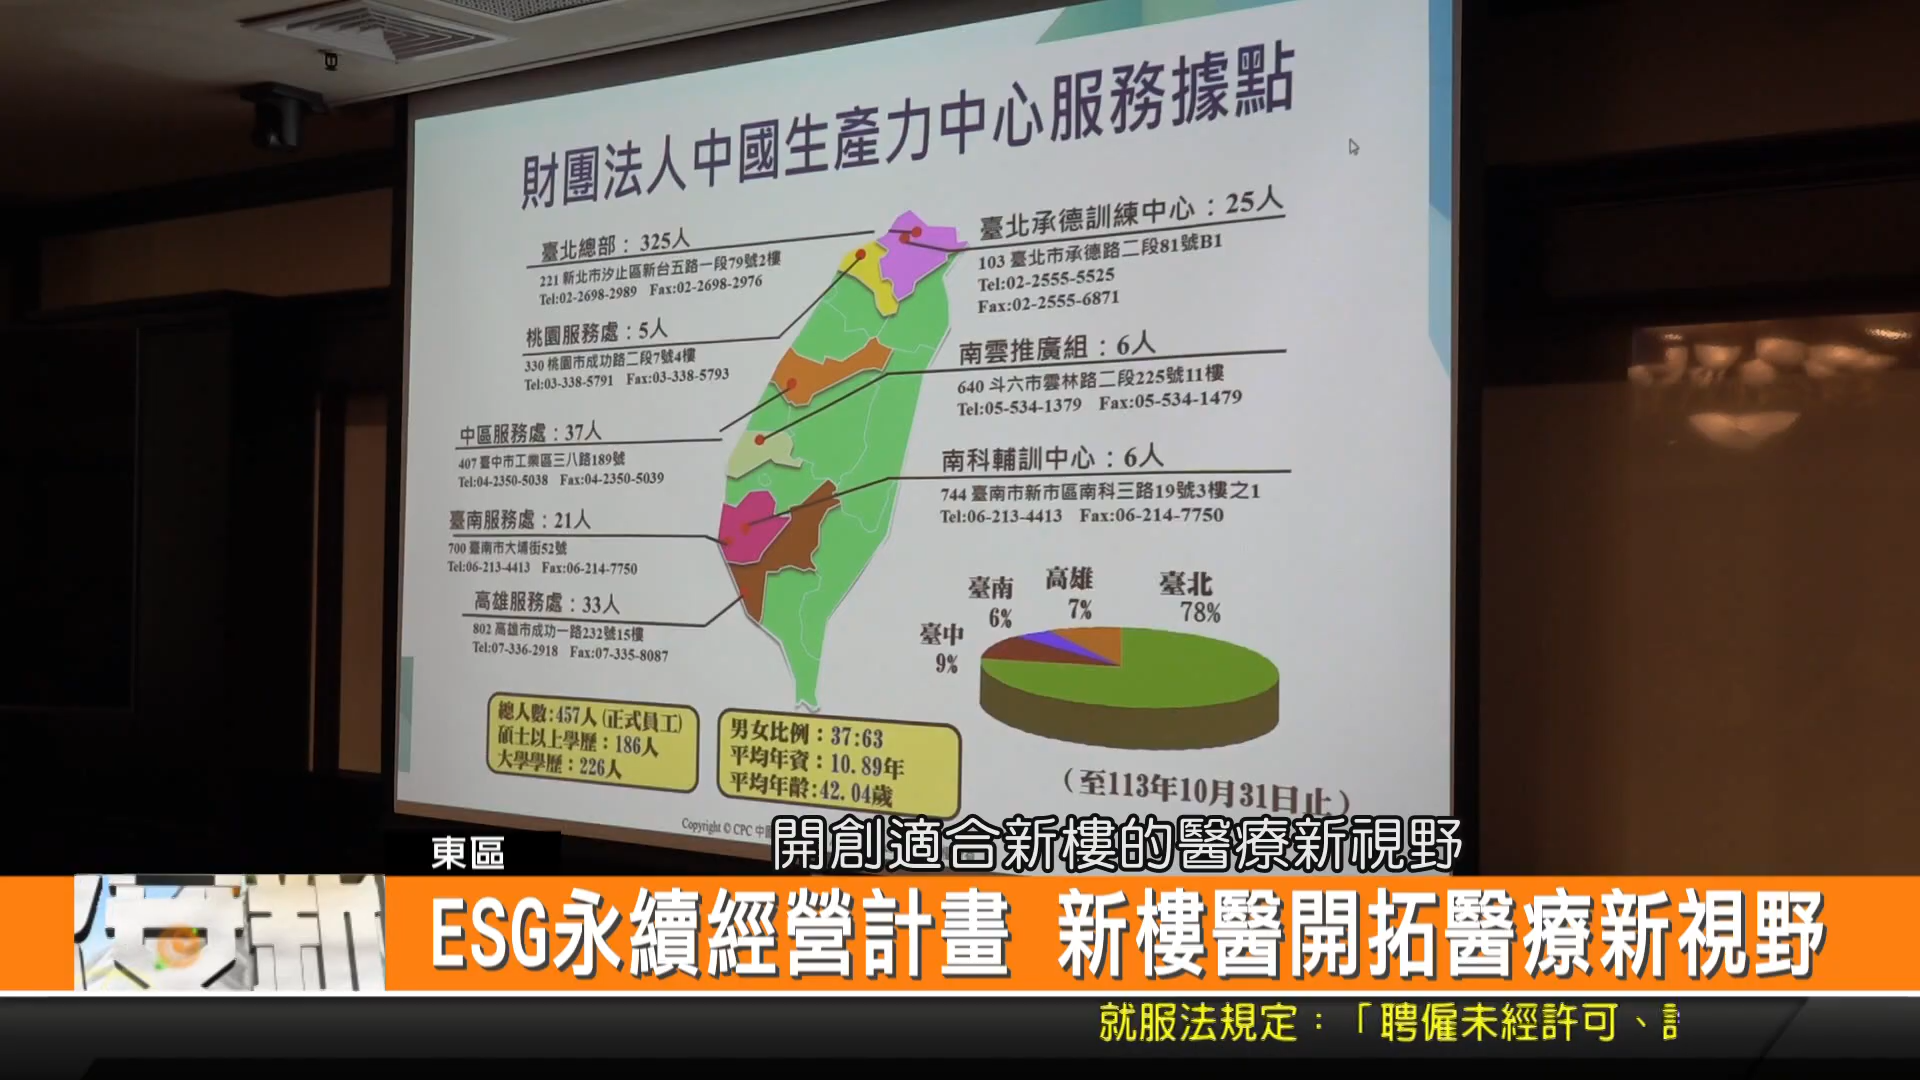 財團法人中國生產力中心服務據點
臺北總部：325人
221 新北市汐止區新台五路一段79號2樓
Tel:02-2698-2989 Fax:02-2698-2976
桃園服務處：5人
330 桃園市成功路二段7號4樓
Tel:03-338-5791 Fax:03-338-5793
中區服務處：37人
407 臺中市工業區三八路189號
Tel:04-2350-5038 Fax:04-2350-5039
臺南服務處：21人
700 臺南市大埔街52號
Tel:06-213-4413 Fax:06-214-7750
高雄服務處：33人
802 高雄市成功一路232號15樓
Tel:07-336-2918 Fax:07-335-8087
臺北承德訓練中心：25人
103 臺北市承德路二段81號B1
Tel:02-2555-5525
Fax:02-2555-6871
南雲推廣組：6人
640 斗六市雲林路二段225號11樓
Tel:05-534-1379 Fax:05-534-1479
南科輔訓中心：6人
744 臺南市新市區南科三路19號3樓之1
Tel:06-213-4413 Fax:06-214-7750
臺南 6%
高雄 7%
臺北 78%
臺中 9%
總人數:457人(正式員工)
碩士以上學歷：186人
大學學歷：226人
男女比例：37:63
平均年資：10.89年
平均年齡:42.04歲
（至113年10月31日止）
Copyright © CPC 中
開創適合新樓的醫療新視野
東區
ESG永續經營計畫 新樓醫開拓醫療新視野
就服法規定：「聘僱未經許可、